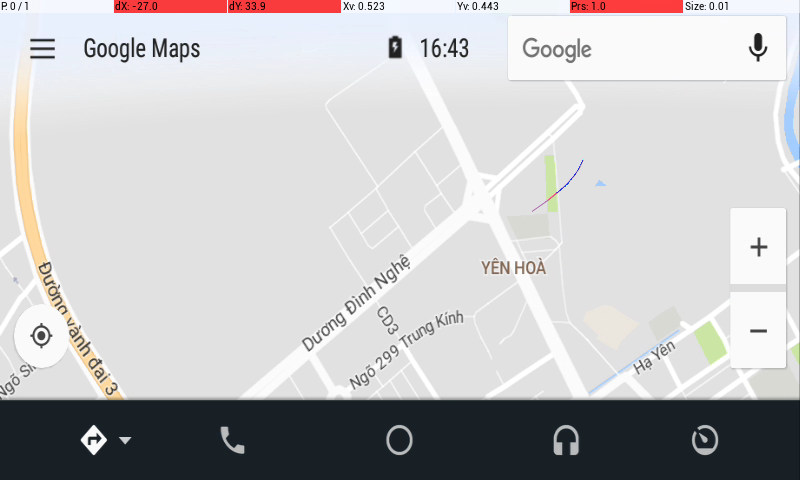 P: 0 / 1 dX: -27.0 dY: 33.9 Xv: 0.523 Yv: 0.443 Prs: 1.0 Size: 0.01
Google Maps 16:43 Google
YÊN HOÀ
Dương Đình Nghệ
Đường vành đai 3
CD3
Ngõ 299 Trung Kính
Hạ Yên